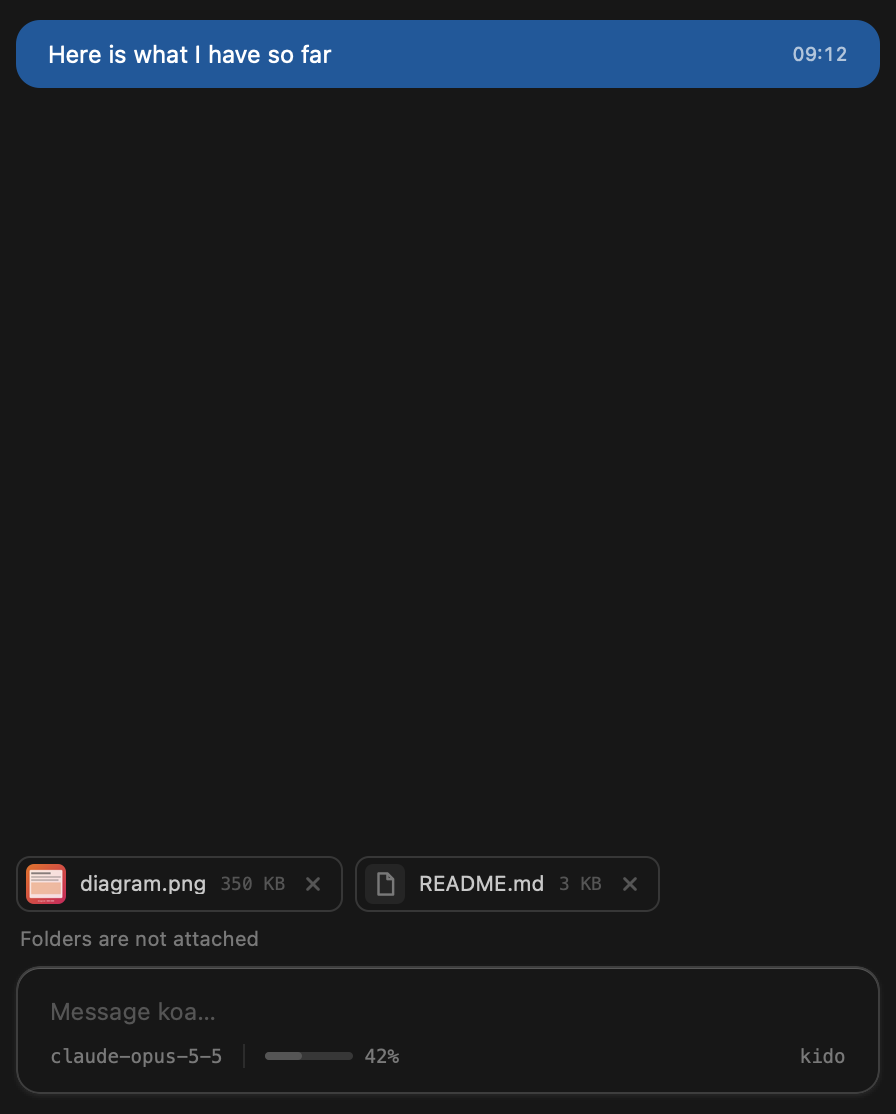 Here is what I have so far 09:12
diagram.png 350 KB README.md 3 KB
Folders are not attached
Message koa...
claude-opus-5-5 42% kido